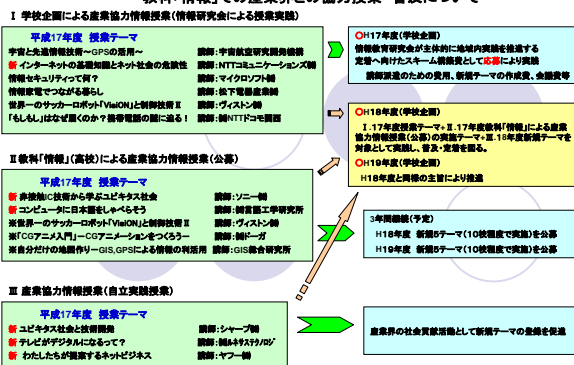 教科「情報」での産業界との協力授業 普及について
Ⅰ 学校企画による産業協力情報授業(情報研究会による授業実践)
平成17年度 授業テーマ
宇宙と先進情報技術～GPSの活用～ 講師:宇宙航空研究開発機構
新 インターネットの基礎知識とネット社会の危険性 講師:NTTコミュニケーションズ㈱
情報セキュリティって何? 講師:マイクロソフト㈱
情報家電でつながる暮らし 講師:松下電器産業㈱
世界一のサッカーロボット「VisiON」と制御技術Ⅱ 講師:ヴィストン㈱
「もしもし」はなぜ届くのか?携帯電話の謎に迫る! 講師:㈱NTTドコモ関西
〇H17年度(学校企画)
情報教育研究会が主体的に地域内実践を推進する
定着へ向けたスキーム構築費として応募により実践
講師派遣のための費用、新規テーマの作成費、会議費等
〇H18年度(学校企画)
Ⅰ.17年度授業テーマ+Ⅱ.17年度教科「情報」による産業
協力情報授業(公募)の実施テーマ+Ⅲ.18年度新規テーマを
対象として実施し、普及・定着を図る。
〇H19年度(学校企画)
H18年度と同様の主旨により推進
Ⅱ 教科「情報」(高校)による産業協力情報授業(公募)
平成17年度 授業テーマ
新 非接触IC技術から学ぶユビキタス社会 講師:ソニー㈱
新 コンピュータに日本語をしゃべらそう 講師:㈱言語工学研究所
※世界一のサッカーロボット「VisiON」と制御技術Ⅱ 講師:ヴィストン㈱
※「CGアニメ入門」－CGアニメーションをつくろう－ 講師:㈱ドーガ
※自分だけの地図作り－GIS,GPSによる情報の利活用 講師:GIS総合研究所
3年間継続(予定)
H18年度 新規5テーマ(10校程度で実施)を公募
H19年度 新規5テーマ(10校程度で実施)を公募
Ⅲ 産業協力情報授業(自立実践授業)
平成17年度 授業テーマ
新 ユビキタス社会と技術開発 講師:シャープ㈱
新 テレビがデジタルになるって? 講師:㈱ルネサステクノロジ
新 わたしたちが提案するネットビジネス 講師:ヤフー㈱
産業界の社会貢献活動として新規テーマの登録を促進